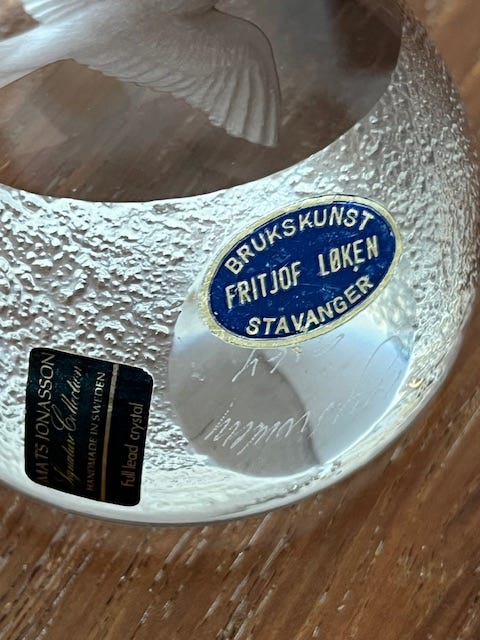 BRUKSKUNST
FRITJOF LØKEN
STAVANGER
MATS JONASSON
Signature Collection
HANDMADE IN SWEDEN
full lead crystal